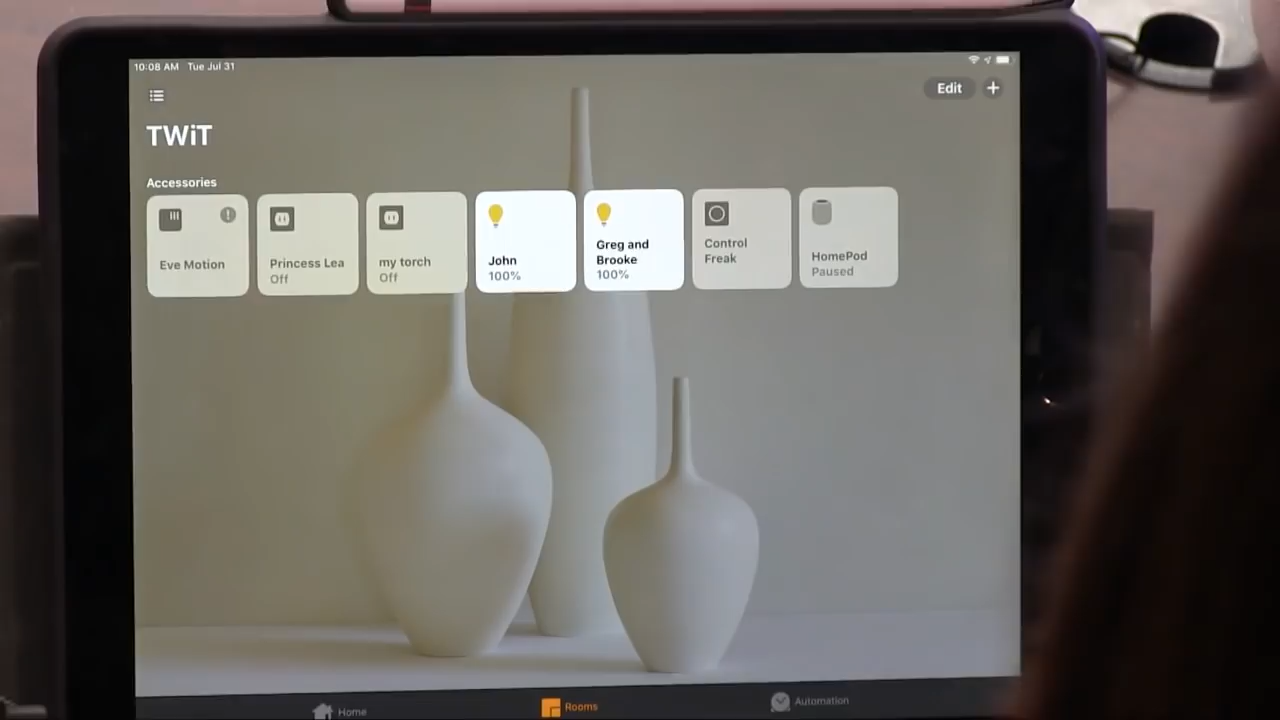 10:08 AM Tue Jul 31
Edit
TWiT
Accessories
Eve Motion
Princess Lea
Off
my torch
Off
John
100%
Greg and
Brooke
100%
Control
Freak
HomePod
Paused
Home
Rooms
Automation